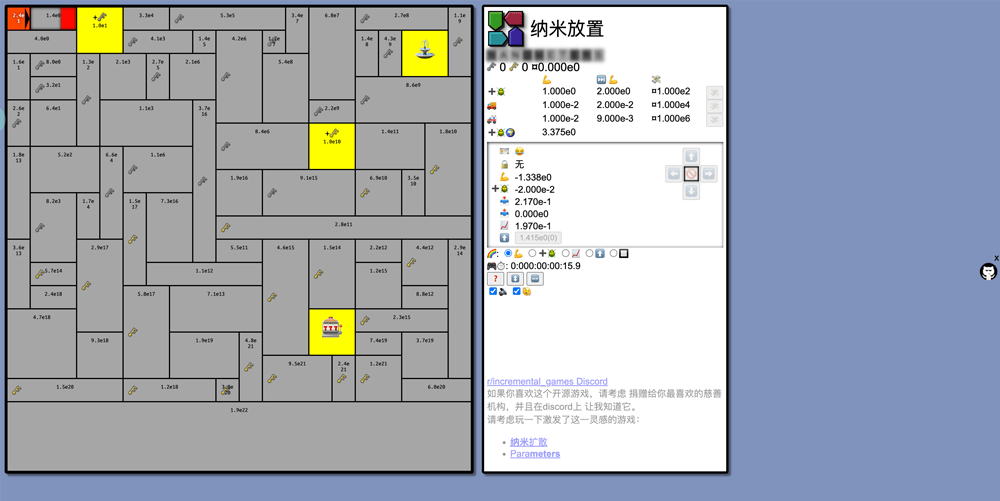 2.4e
1
1.4e0
1.0e1
3.3e4
5.3e5
3.4e
7
6.8e7
2.7e8
1.1e
9
4.0e0
4.1e3
1.4e
5
4.2e6
1.4e
8
4.3e
9
1.6e
1
8.0e0
1.3e
2
2.1e3
2.7e
5
2.1e6
5.4e8
3.2e1
8.6e9
2.6e
2
6.4e1
1.1e3
3.7e
16
2.2e9
8.4e6
1.0e10
1.4e11
1.8e10
1.8e
13
5.2e2
6.6e
4
1.1e6
1.9e16
9.1e15
6.9e10
3.5e
10
8.2e3
1.7e
4
1.5e
17
7.3e16
2.8e11
3.6e
13
2.9e17
5.5e11
4.6e15
1.5e14
2.2e12
4.4e12
2.9e
14
5.7e14
1.1e12
1.2e15
2.4e18
5.8e17
7.1e13
8.8e12
4.7e18
2.3e15
9.3e18
1.9e19
4.8e
21
7.4e19
3.7e19
9.5e21
2.4e
21
1.2e21
1.5e20
1.2e18
6.8e20
1.9e22
纳米放置
0 0 ¤0.000e0
1.000e0 2.000e0 ¤1.000e2
1.000e-2 2.000e-2 ¤1.000e4
1.000e-2 9.000e-3 ¤1.000e6
3.375e0
无
-1.338e0
-2.000e-2
2.170e-1
0.000e0
1.970e-1
1.415e0(0)
: 0:000:00:00:15.9
?
r/incremental_games Discord
如果你喜欢这个开源游戏，请考虑 捐赠给你最喜欢的慈善
机构，并且在discord上 让我知道它。
请考虑玩一下激发了这一灵感的游戏：
纳米扩散
Parameters
x